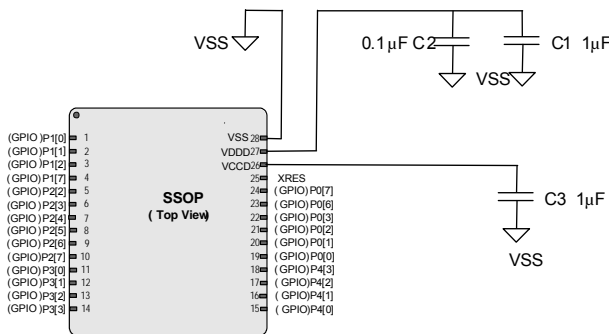 VSS
0.1µF C2
C1 1µF
VSS
(GPIO)P1[0] 1
(GPIO)P1[1] 2
(GPIO)P1[2] 3
(GPIO)P1[7] 4
(GPIO)P2[2] 5
(GPIO)P2[3] 6
(GPIO)P2[4] 7
(GPIO)P2[5] 8
(GPIO)P2[6] 9
(GPIO)P2[7] 10
(GPIO)P3[0] 11
(GPIO)P3[1] 12
(GPIO)P3[2] 13
(GPIO)P3[3] 14
SSOP
(Top View)
VSS 28
VDDD 27
VCCD 26
25 XRES
24 (GPIO)P0[7]
23 (GPIO)P0[6]
22 (GPIO)P0[3]
21 (GPIO)P0[2]
20 (GPIO)P0[1]
19 (GPIO)P0[0]
18 (GPIO)P4[3]
17 (GPIO)P4[2]
16 (GPIO)P4[1]
15 (GPIO)P4[0]
C3 1µF
VSS